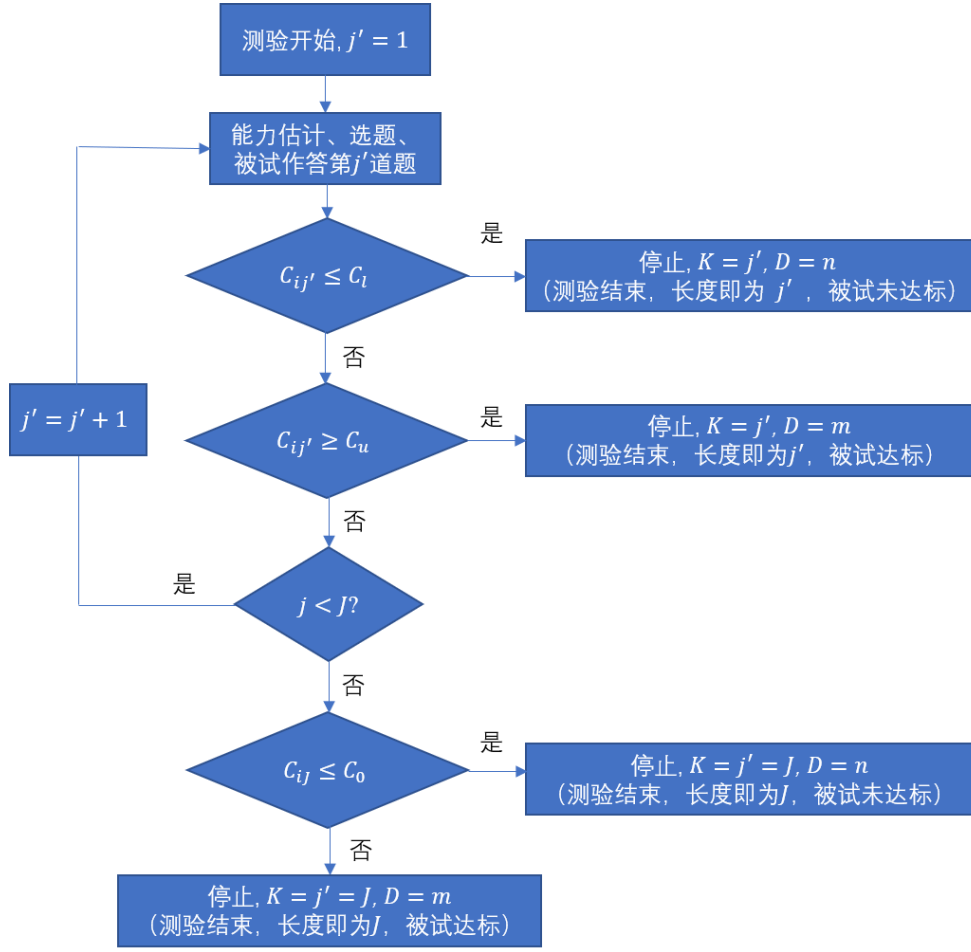 测验开始, j′ = 1
能力估计、选题、
被试作答第j′道题
是
C_{ij′} ≤ C_l
停止, K = j′, D = n
（测验结束，长度即为 j′ ，被试未达标）
否
j′ = j′ + 1
是
C_{ij′} ≥ C_u
停止, K = j′, D = m
（测验结束，长度即为j′，被试达标）
否
是
j < J?
否
是
C_{iJ} ≤ C_0
停止, K = j′ = J, D = n
（测验结束，长度即为J，被试未达标）
否
停止, K = j′ = J, D = m
（测验结束，长度即为J，被试达标）